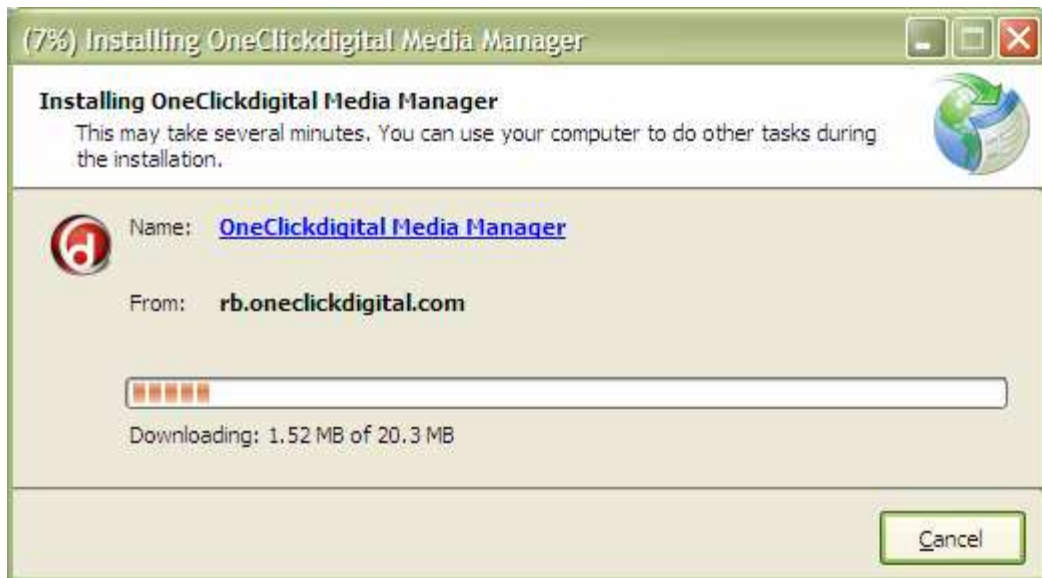 (7%) Installing OneClickdigital Media Manager
Installing OneClickdigital Media Manager
This may take several minutes. You can use your computer to do other tasks during
the installation.
Name: OneClickdigital Media Manager
From: rb.oneclickdigital.com
Downloading: 1.52 MB of 20.3 MB
Cancel